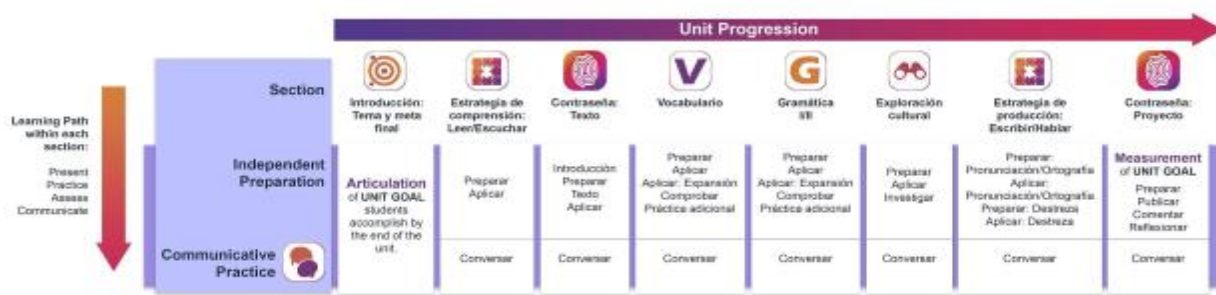 Unit Progression
Section
Introducción:
Tema y meta
final
Estrategia de
comprensión:
Leer/Escuchar
Contraseña:
Texto
V
Vocabulario
G
Gramática
I/II
Exploración
cultural
Estrategia de
producción:
Escribir/Hablar
Contraseña:
Proyecto
Learning Path
within each
section:
Present
Practice
Assess
Communicate
Independent
Preparation
Articulation
of UNIT GOAL
students
accomplish by
the end of the
unit.
Preparar
Aplicar
Introducción
Preparar
Texto
Aplicar
Preparar
Aplicar
Aplicar: Expansión
Comprobar
Práctica adicional
Preparar
Aplicar
Aplicar: Expansión
Comprobar
Práctica adicional
Preparar
Aplicar
Investigar
Preparar:
Pronunciación/Ortografía
Aplicar:
Pronunciación/Ortografía
Preparar: Destreza
Aplicar: Destreza
Measurement
of UNIT GOAL
Preparar
Publicar
Comentar
Reflexionar
Communicative
Practice
Conversar
Conversar
Conversar
Conversar
Conversar
Conversar
Conversar